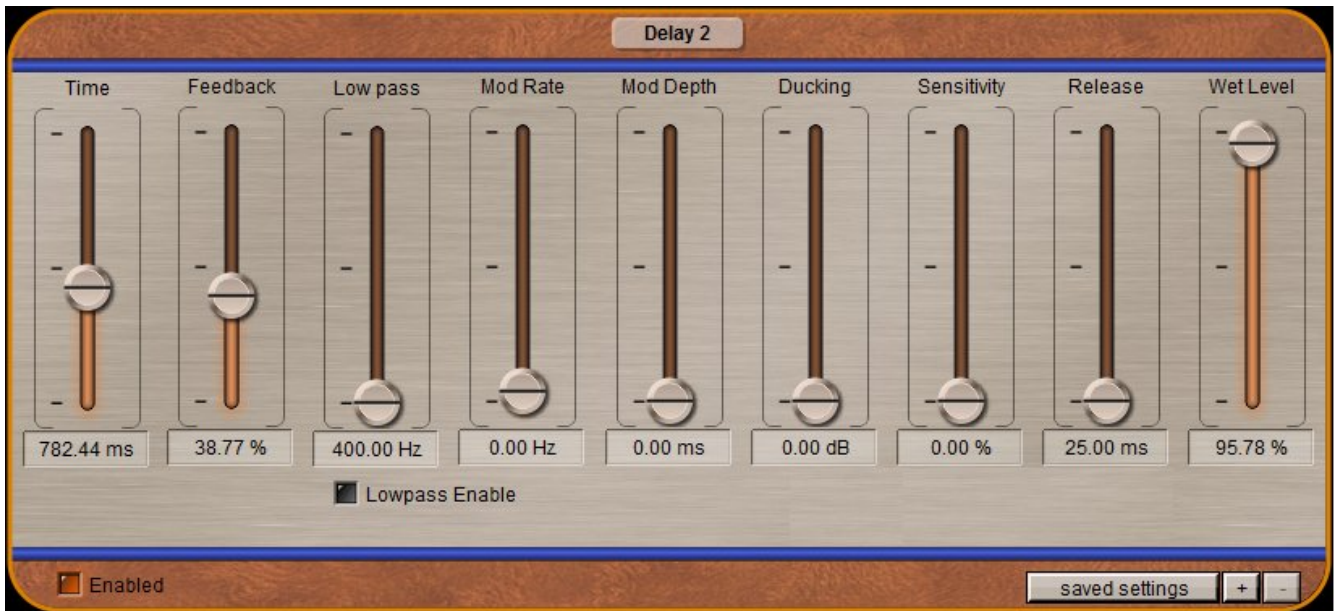 Delay 2
Time Feedback Low pass Mod Rate Mod Depth Ducking Sensitivity Release Wet Level
782.44 ms 38.77 % 400.00 Hz 0.00 Hz 0.00 ms 0.00 dB 0.00 % 25.00 ms 95.78 %
Lowpass Enable
Enabled saved settings + -